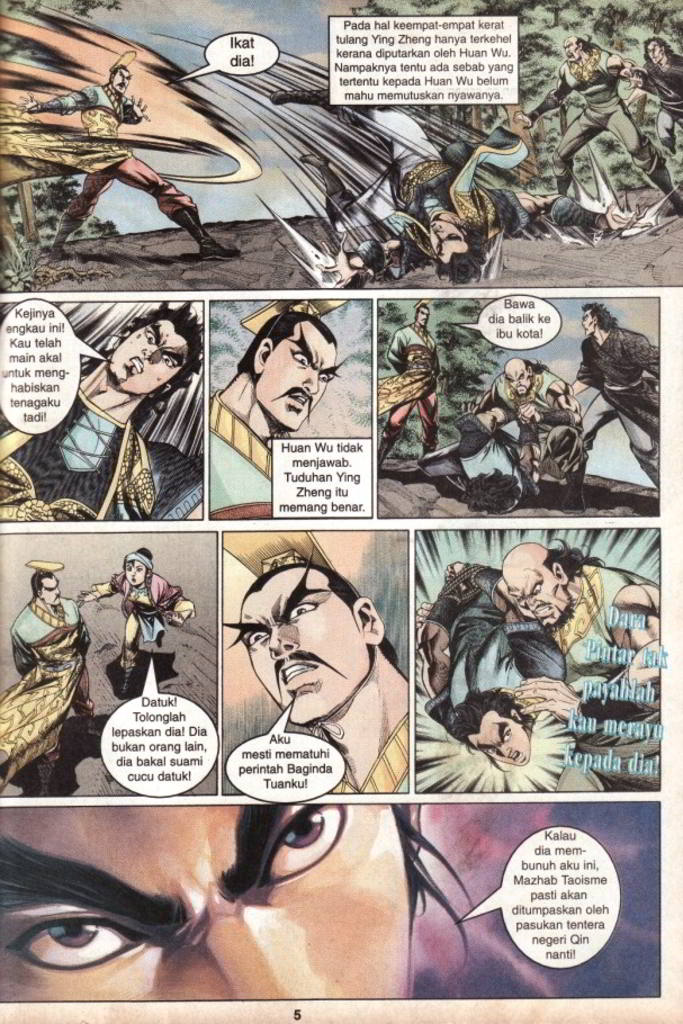 Ikat
dia!
Pada hal keempat-empat kerat
tulang Ying Zheng hanya terkehel
kerana diputarkan oleh Huan Wu.
Nampaknya tentu ada sebab yang
tertentu kepada Huan Wu belum
mahu memutuskan nyawanya.
Kejinya
engkau ini!
Kau telah
main akal
untuk meng-
habiskan
tenagaku
tadi!
Huan Wu tidak
menjawab.
Tuduhan Ying
Zheng itu
memang benar.
Bawa
dia balik ke
ibu kota!
Datuk!
Tolonglah
lepaskan dia! Dia
bukan orang lain,
dia bakal suami
cucu datuk!
Aku
mesti mematuhi
perintah Baginda
Tuanku!
Dara
Pintar tak
payahlah
kau merayu
kepada dia!
Kalau
dia mem-
bunuh aku ini,
Mazhab Taoisme
pasti akan
ditumpaskan oleh
pasukan tentera
negeri Qin
nanti!
5